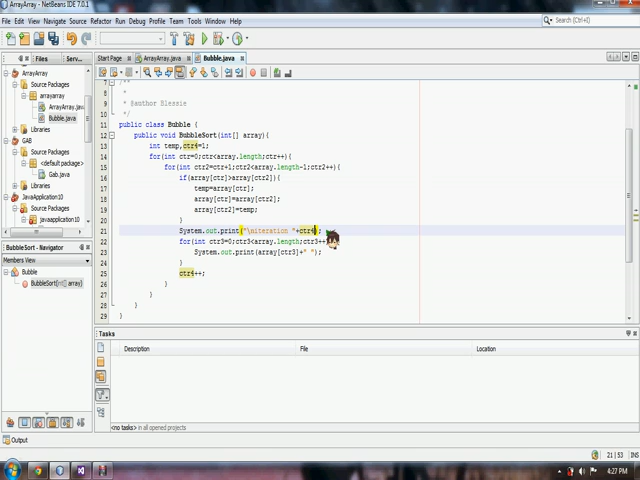 ArrayArray - NetBeans IDE 7.0.1
File Edit View Navigate Source Refactor Run Debug Profile Team Tools Window Help
Search (Ctrl+I)
Files Serv...
Start Page ArrayArray.java Bubble.java
ArrayArray
Source Packages
arrayarray
ArrayArray.jav
Bubble.java
Libraries
GAB
Source Packages
<default package>
Gab.java
Libraries
JavaApplication10
Source Packages
javaapplication10
BubbleSort - Navigator
Members View
Bubble
BubbleSort(int[] array)
7 /**
8 *
9 * @author Blessie
10 */
11 public class Bubble {
12 public void BubbleSort(int[] array){
13 int temp,ctr4=1;
14 for(int ctr=0;ctr<array.length;ctr++){
15 for(int ctr2=ctr+1;ctr2<array.length-1;ctr2++){
16 if(array[ctr]>array[ctr2]){
17 temp=array[ctr];
18 array[ctr]=array[ctr2];
19 array[ctr2]=temp;
20 }
21 System.out.print("\niteration "+ctr4);
22 for(int ctr3=0;ctr3<array.length;ctr3++
23 System.out.print(array[ctr3]+" ");
24 }
25 ctr4++;
26 }
27 }
28 }
29 }
Tasks
Description File Location
<no tasks> in all opened projects
Output
21 | 53 INS
4:27 PM